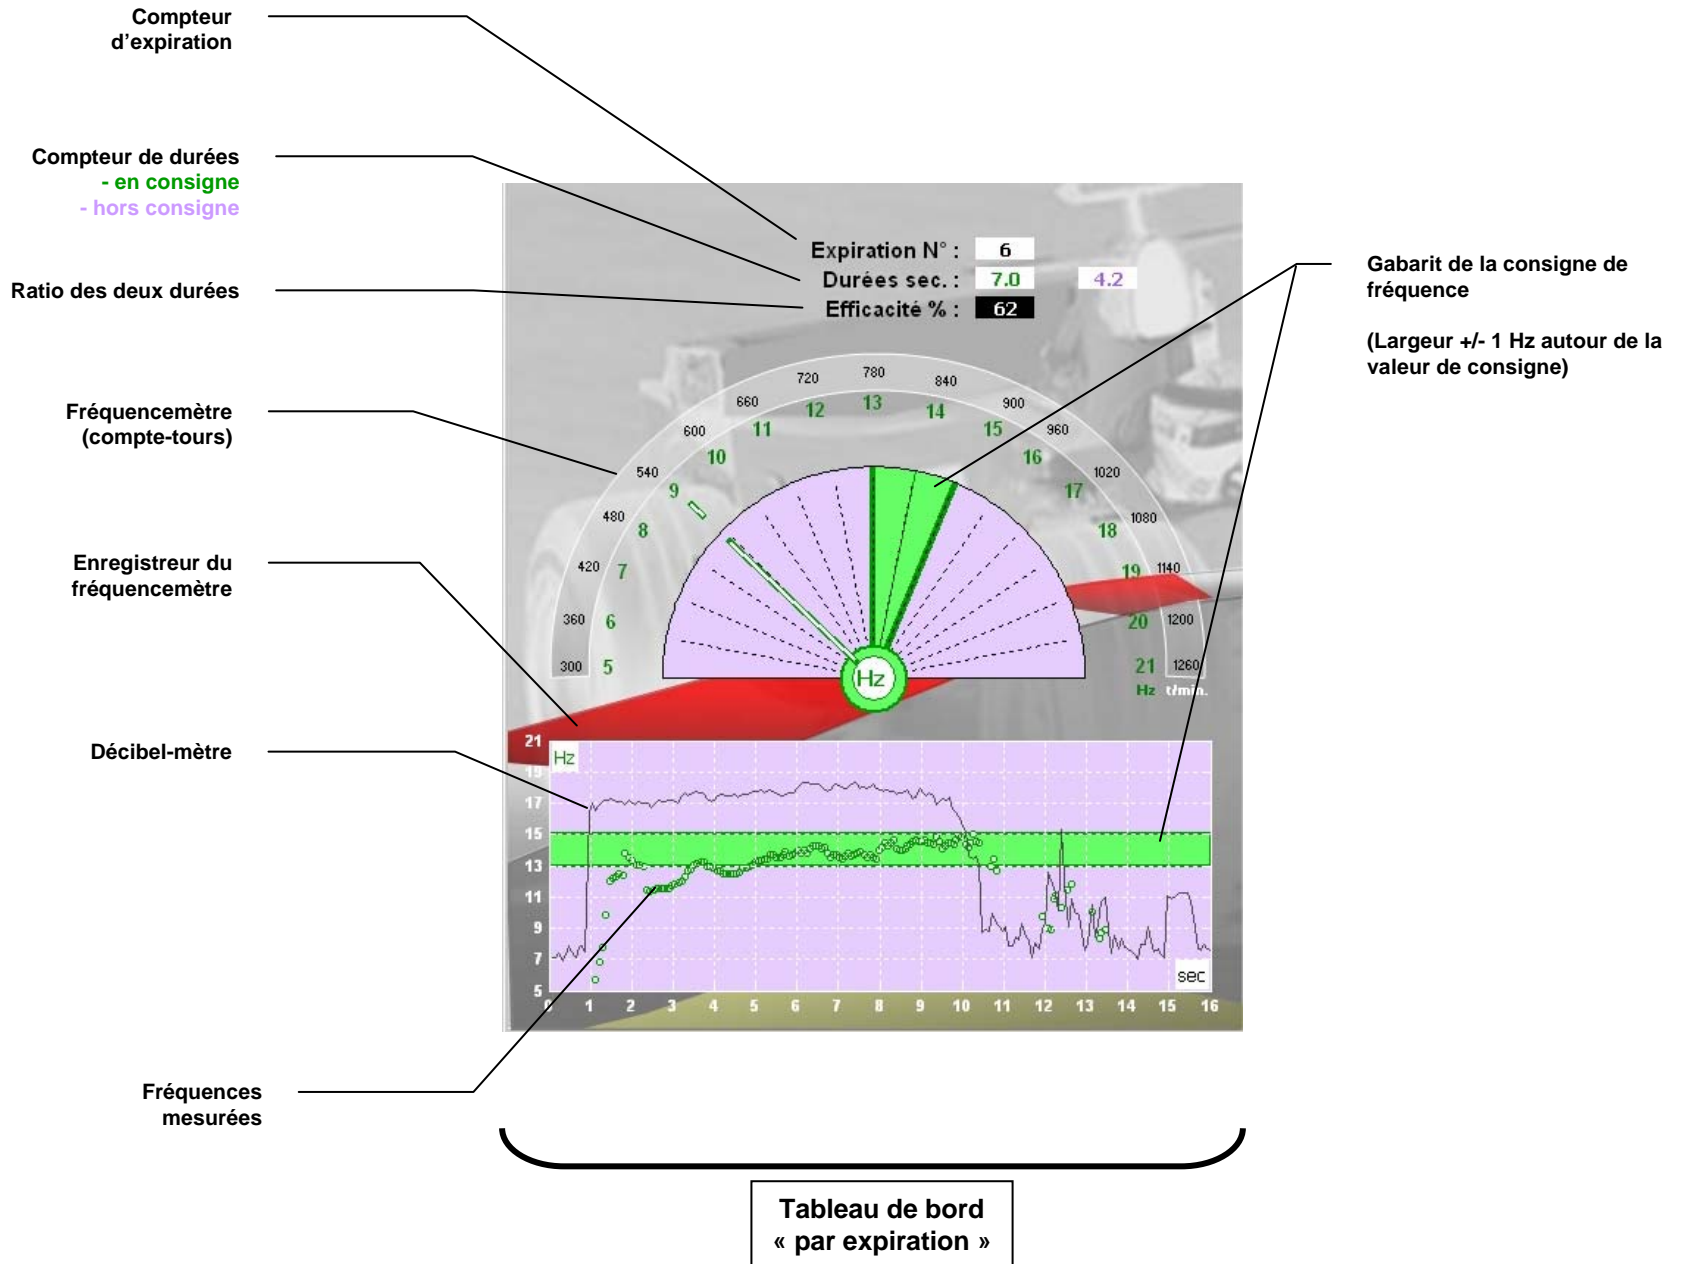 Compteur
d’expiration
Compteur de durées
- en consigne
- hors consigne
Ratio des deux durées
Fréquencemètre
(compte-tours)
Enregistreur du
fréquencemètre
Décibel-mètre
Fréquences
mesurées
Expiration N° : 6
Durées sec. : 7.0 4.2
Efficacité % : 62
300 360 420 480 540 600 660 720 780 840 900 960 1020 1080 1140 1200 1260
5 6 7 8 9 10 11 12 13 14 15 16 17 18 19 20 21
Hz t/min.
Hz
Hz
21
19
17
15
13
11
9
7
5
sec
0 1 2 3 4 5 6 7 8 9 10 11 12 13 14 15 16
Gabarit de la consigne de
fréquence
(Largeur +/- 1 Hz autour de la
valeur de consigne)
Tableau de bord
« par expiration »